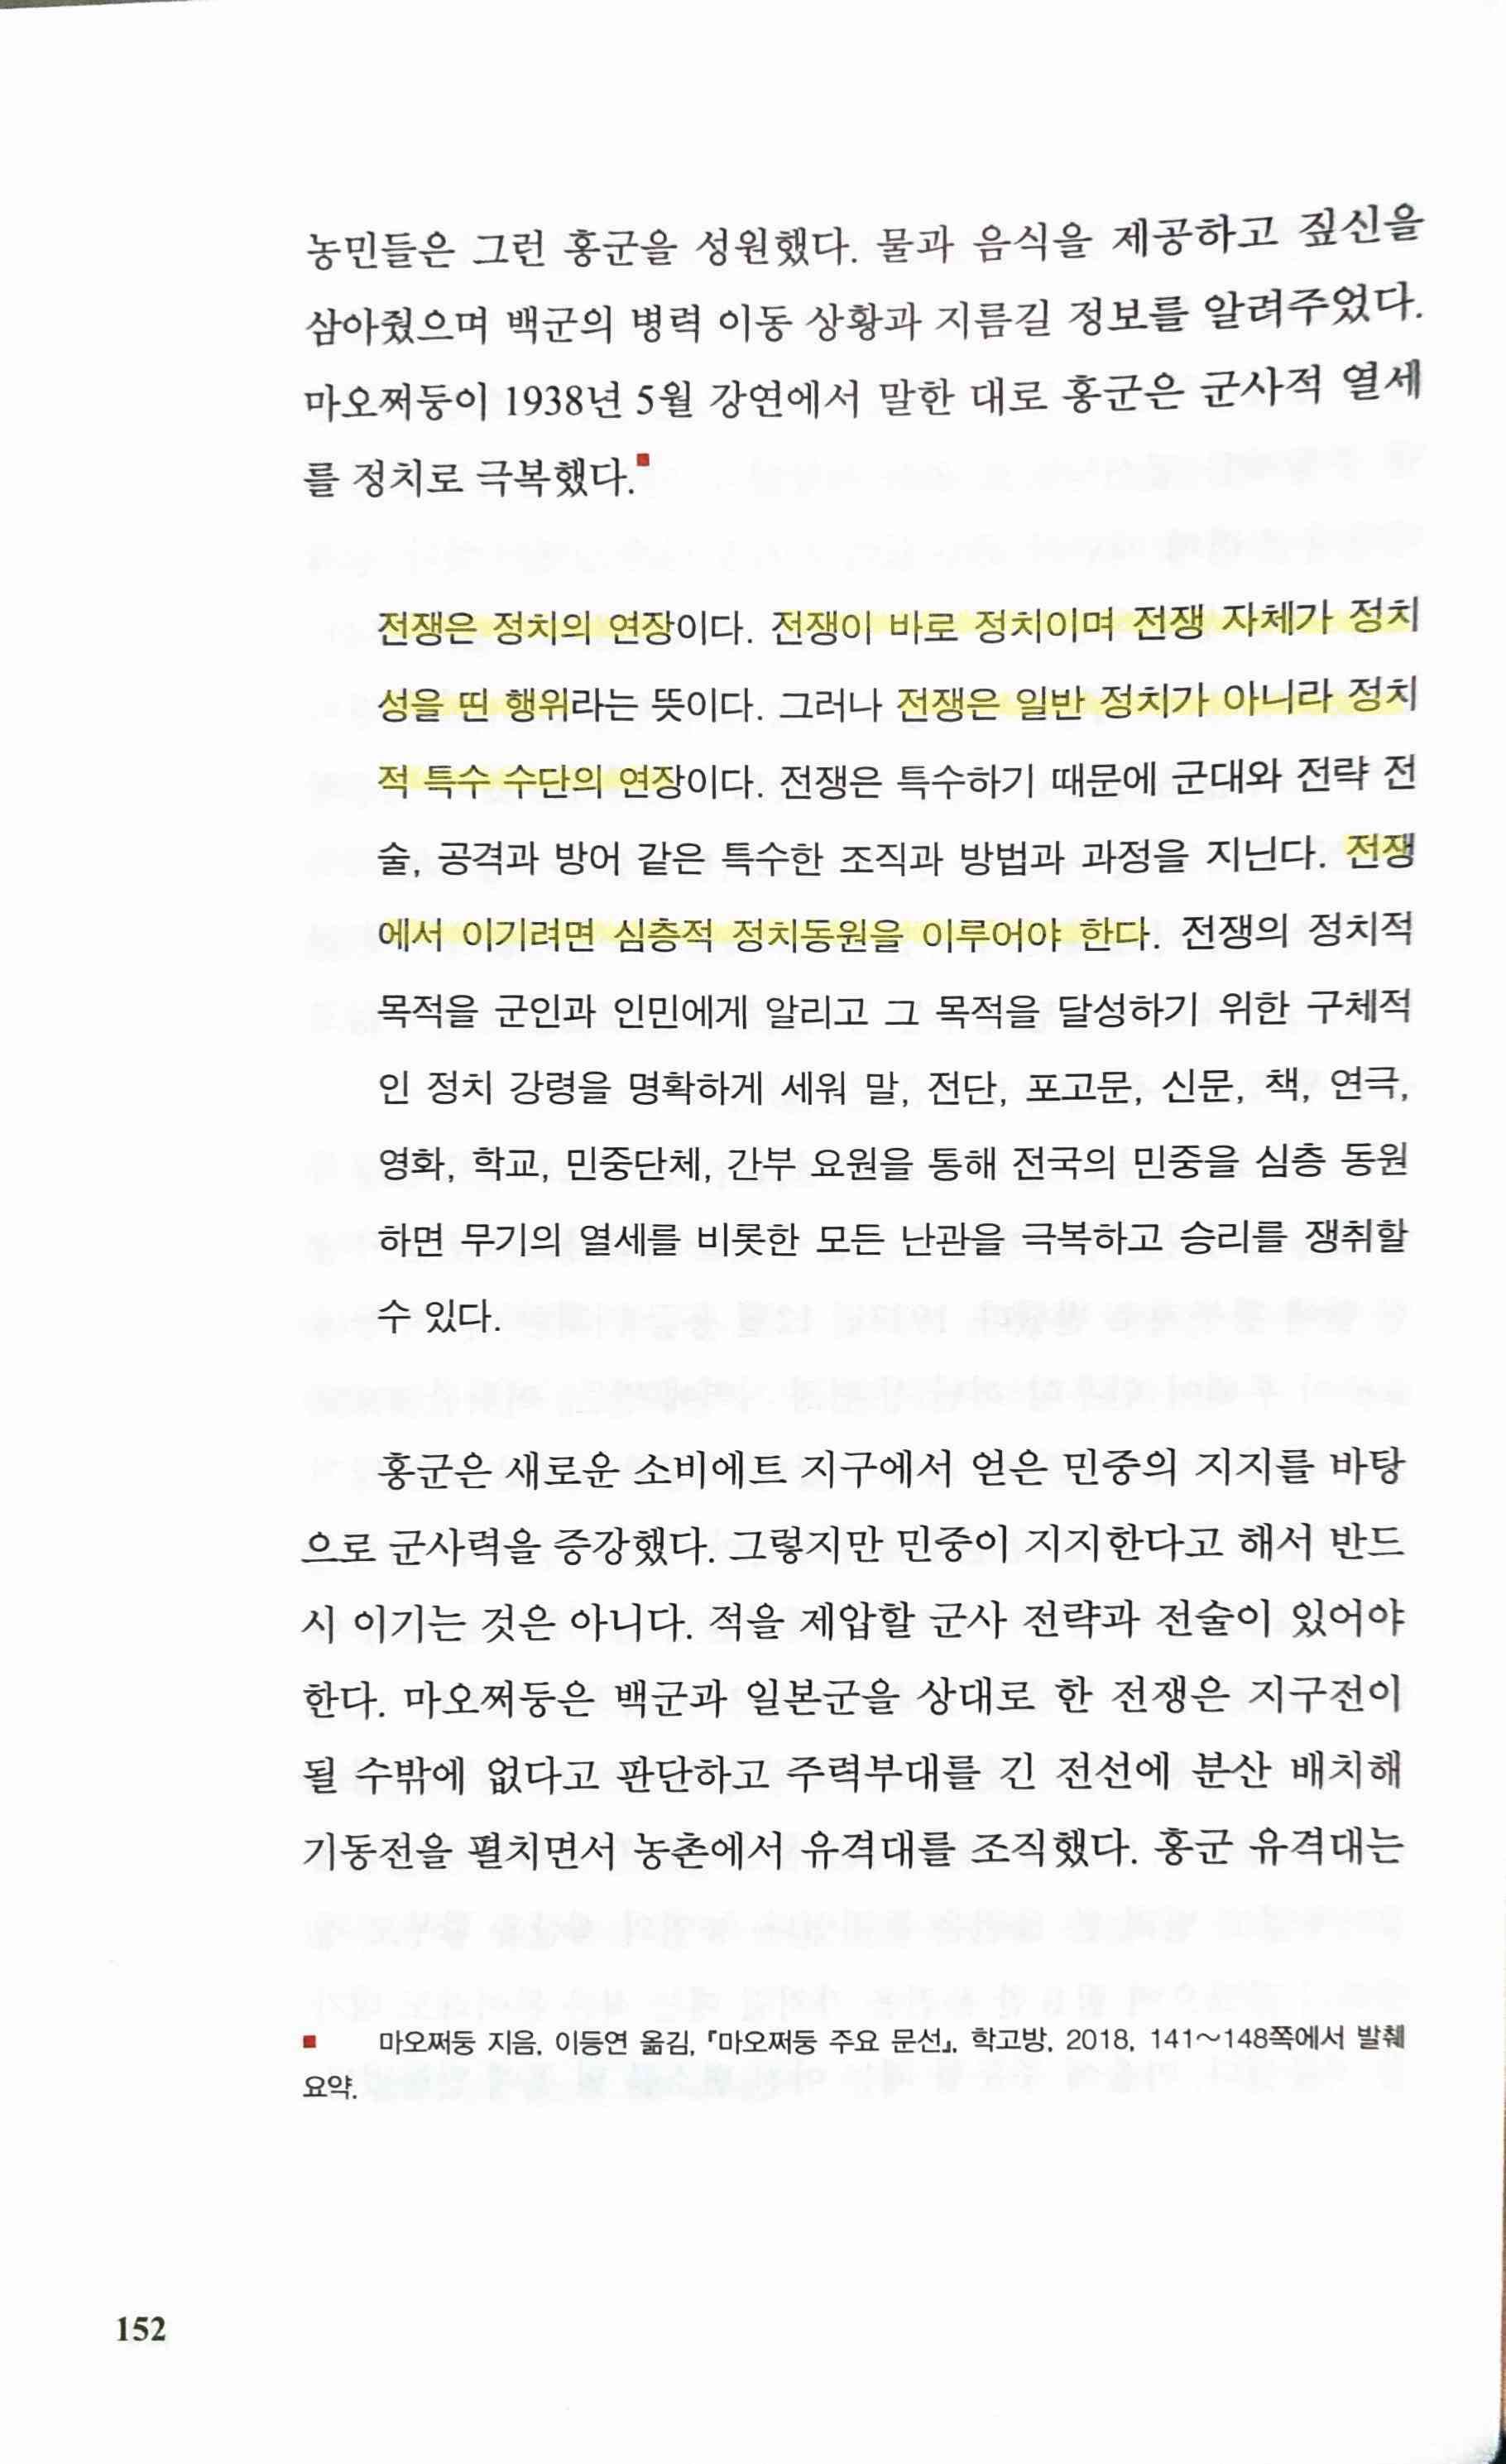 농민들은 그런 홍군을 성원했다. 물과 음식을 제공하고 짚신을
삼아줬으며 백군의 병력 이동 상황과 지름길 정보를 알려주었다.
마오쩌둥이 1938년 5월 강연에서 말한 대로 홍군은 군사적 열세
를 정치로 극복했다.
전쟁은 정치의 연장이다. 전쟁이 바로 정치이며 전쟁 자체가 정치
성을 띤 행위라는 뜻이다. 그러나 전쟁은 일반 정치가 아니라 정치
적 특수 수단의 연장이다. 전쟁은 특수하기 때문에 군대와 전략 전
술, 공격과 방어 같은 특수한 조직과 방법과 과정을 지닌다. 전쟁
에서 이기려면 심층적 정치동원을 이루어야 한다. 전쟁의 정치적
목적을 군인과 인민에게 알리고 그 목적을 달성하기 위한 구체적
인 정치 강령을 명확하게 세워 말, 전단, 포고문, 신문, 책, 연극,
영화, 학교, 민중단체, 간부 요원을 통해 전국의 민중을 심층 동원
하면 무기의 열세를 비롯한 모든 난관을 극복하고 승리를 쟁취할
수 있다.
홍군은 새로운 소비에트 지구에서 얻은 민중의 지지를 바탕
으로 군사력을 증강했다. 그렇지만 민중이 지지한다고 해서 반드
시 이기는 것은 아니다. 적을 제압할 군사 전략과 전술이 있어야
한다. 마오쩌둥은 백군과 일본군을 상대로 한 전쟁은 지구전이
될 수밖에 없다고 판단하고 주력부대를 긴 전선에 분산 배치해
기동전을 펼치면서 농촌에서 유격대를 조직했다. 홍군 유격대는
■ 마오쩌둥 지음, 이등연 옮김, 『마오쩌둥 주요 문선』, 학고방, 2018, 141~148쪽에서 발췌
요약.
152